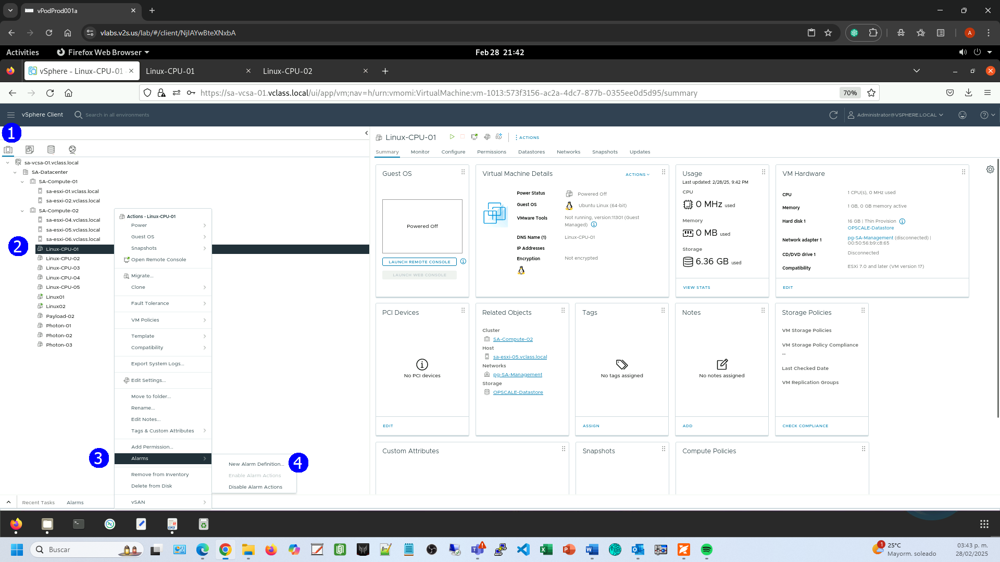 vPodProd001a
vlabs.v2s.us/lab/#/client/NjIAYwBteXNxbA
A
Activities
Firefox Web Browser
Feb 28 21:42
vSphere - Linux-CPU-01 -
Linux-CPU-01
Linux-CPU-02
https://sa-vcsa-01.vclass.local/ui/app/vm;nav=h/urn:vmomi:VirtualMachine:vm-1013:573f3156-ac2a-4dc7-877b-0355ee0d5d95/summary
70%
vSphere Client
Search in all environments
Administrator@VSPHERE.LOCAL
1
sa-vcsa-01.vclass.local
SA-Datacenter
SA-Compute-01
sa-esxi-01.vclass.local
sa-esxi-02.vclass.local
SA-Compute-02
sa-esxi-04.vclass.local
sa-esxi-05.vclass.local
sa-esxi-06.vclass.local
2
Linux-CPU-01
Linux-CPU-02
Linux-CPU-03
Linux-CPU-04
Linux-CPU-05
Linux01
Linux02
Payload-02
Photon-01
Photon-02
Photon-03
Actions - Linux-CPU-01
Power
Guest OS
Snapshots
Open Remote Console
Migrate...
Clone
Fault Tolerance
VM Policies
Template
Compatibility
Export System Logs...
Edit Settings...
Move to folder...
Rename...
Edit Notes...
Tags & Custom Attributes
Add Permission...
3
Alarms
Remove from Inventory
Delete from Disk
vSAN
New Alarm Definition...
4
Enable Alarm Actions
Disable Alarm Actions
Linux-CPU-01
ACTIONS
Summary
Monitor
Configure
Permissions
Datastores
Networks
Snapshots
Updates
Guest OS
Powered Off
LAUNCH REMOTE CONSOLE
LAUNCH WEB CONSOLE
Virtual Machine Details
ACTIONS
Power Status
Powered Off
Guest OS
Ubuntu Linux (64-bit)
VMware Tools
Not running, version:11301 (Guest
Managed)
DNS Name (1)
Linux-CPU-01
IP Addresses
Encryption
Not encrypted
Usage
Last updated: 2/28/25, 9:42 PM
CPU
0 MHz used
Memory
0 MB used
Storage
6.36 GB used
VIEW STATS
VM Hardware
CPU
1 CPU(s), 0 MHz used
Memory
1 GB, 0 GB memory active
Hard disk 1
16 GB | Thin Provision
OPSCALE-Datastore
Network adapter 1
pg-SA-Management (disconnected) |
00:50:56:b9:c8:65
CD/DVD drive 1
Disconnected
Compatibility
ESXi 7.0 and later (VM version 17)
EDIT
PCI Devices
No PCI devices
EDIT
Related Objects
Cluster
SA-Compute-02
Host
sa-esxi-05.vclass.local
Networks
pg-SA-Management
Storage
OPSCALE-Datastore
Tags
No tags assigned
ASSIGN
Notes
No notes assigned
ADD
Storage Policies
VM Storage Policies
VM Storage Policy Compliance
--
Last Checked Date
VM Replication Groups
CHECK COMPLIANCE
Custom Attributes
Snapshots
Compute Policies
Recent Tasks
Alarms
Buscar
1
25°C
Mayorm. soleado
03:43 p. m.
28/02/2025